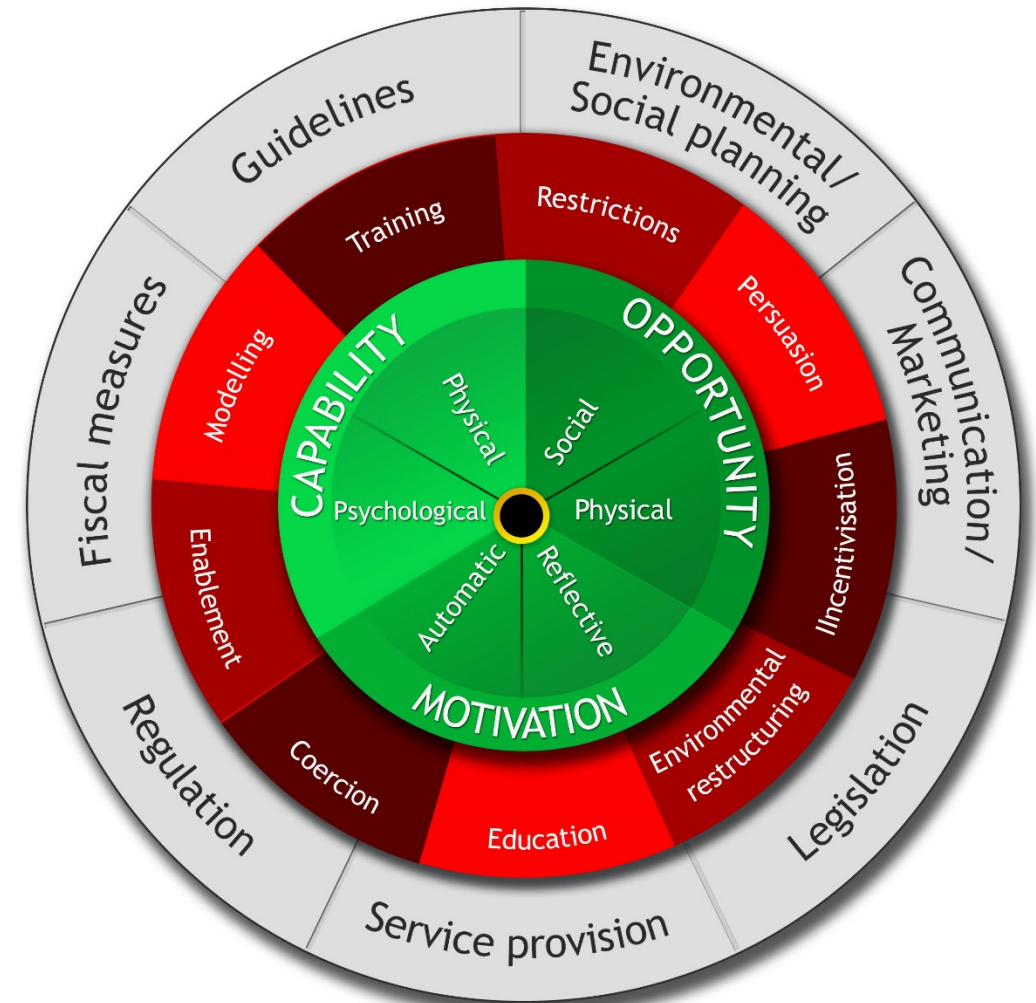 Guidelines
Environmental/
Social planning
Communication/
Marketing
Legislation
Service provision
Regulation
Fiscal measures
Training
Restrictions
Persuasion
IIncentivisation
Environmental
restructuring
Education
Coercion
Enablement
Modelling
CAPABILITY
OPPORTUNITY
MOTIVATION
Physical
Social
Physical
Reflective
Automatic
Psychological